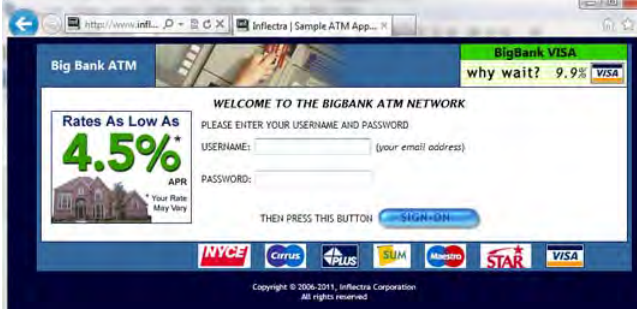 http://www.infl...
Inflectra | Sample ATM App...
Big Bank ATM
BigBank VISA
why wait? 9.9% VISA
WELCOME TO THE BIGBANK ATM NETWORK
Rates As Low As
4.5%*
APR
* Your Rate
May Vary
PLEASE ENTER YOUR USERNAME AND PASSWORD
USERNAME: (your email address)
PASSWORD:
THEN PRESS THIS BUTTON SIGN-ON
NYCE Cirrus PLUS SUM Maestro STAR VISA
Copyright © 2006-2011, Inflectra Corporation
All rights reserved